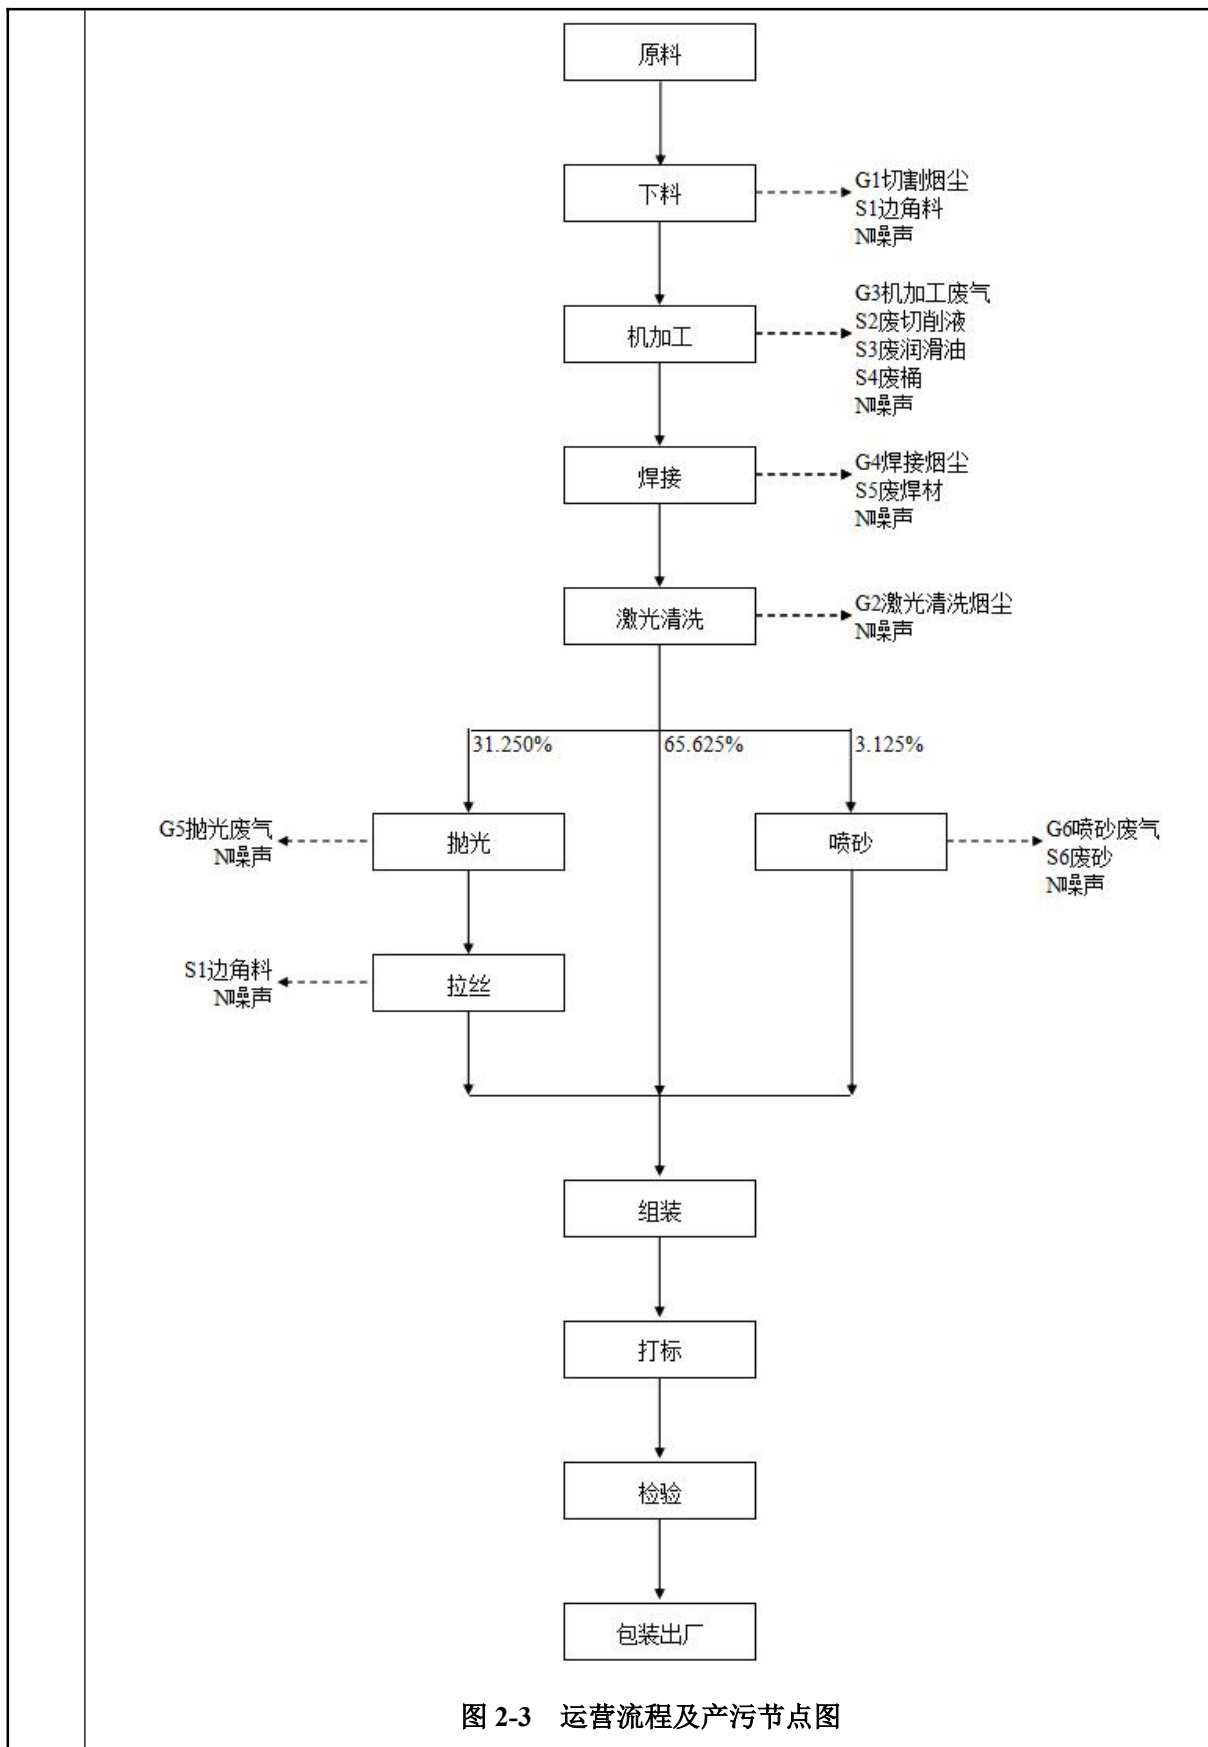 原料
下料
G1切割烟尘
S1边角料
N噪声
机加工
G3机加工废气
S2废切削液
S3废润滑油
S4废桶
N噪声
焊接
G4焊接烟尘
S5废焊材
N噪声
激光清洗
G2激光清洗烟尘
N噪声
31.250%
65.625%
3.125%
G5抛光废气
N噪声
抛光
喷砂
G6喷砂废气
S6废砂
N噪声
S1边角料
N噪声
拉丝
组装
打标
检验
包装出厂
图 2-3 运营流程及产污节点图